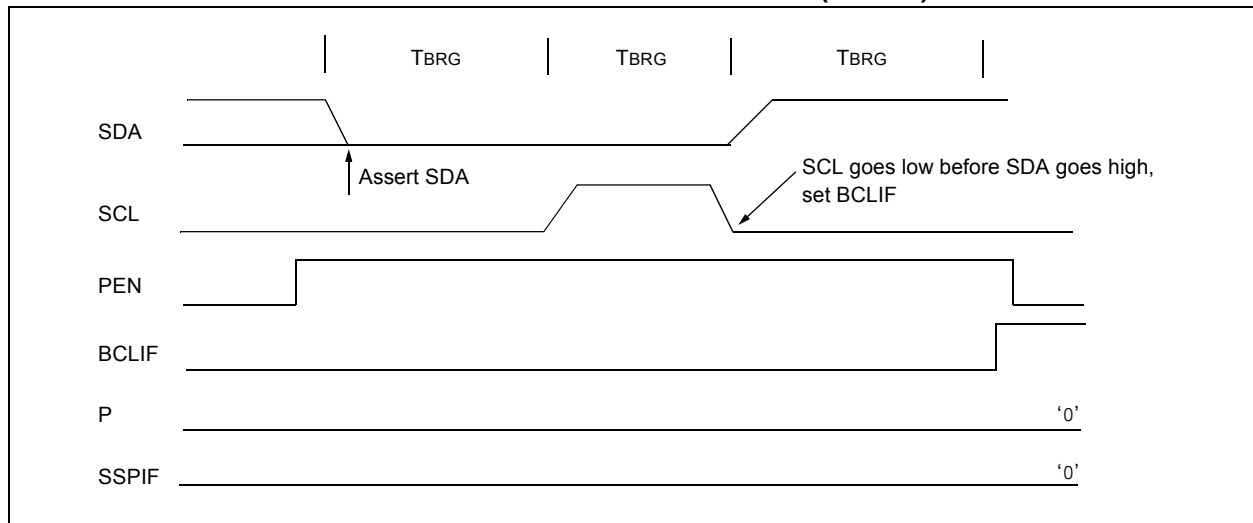 TBRG TBRG TBRG
SDA
Assert SDA
SCL goes low before SDA goes high,
set BCLIF
SCL
PEN
BCLIF
P
'0'
SSPIF
'0'